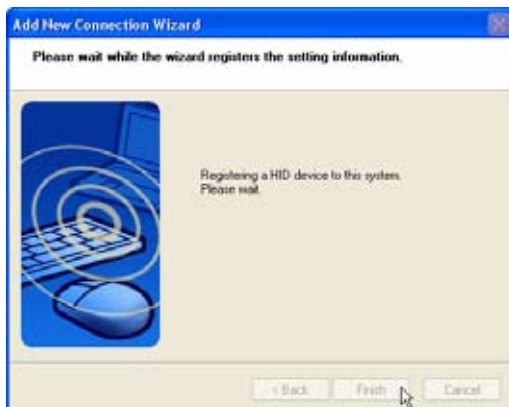 Add New Connection Wizard
Please wait while the wizard registers the setting information.
Registering a HID device to this system.
Please wait.
< Back
Finish
Cancel